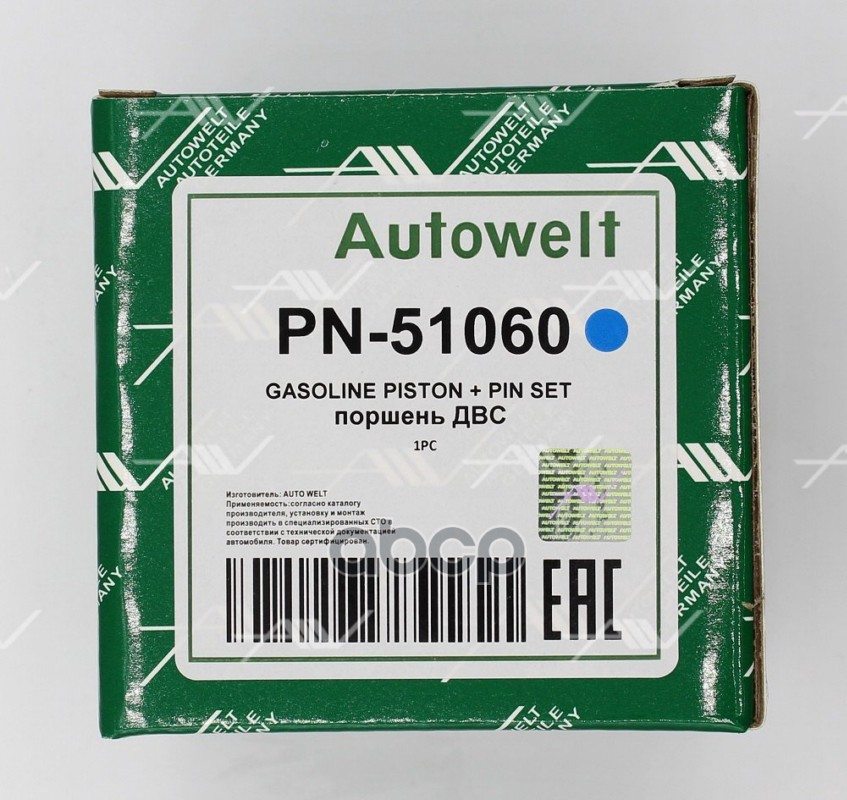 AUTOWELT
AUTOTEILE
GERMANY
Autowelt
PN-51060
GASOLINE PISTON + PIN SET
поршень ДВС
1PC
Изготовитель: AUTO WELT
Применяемость:согласно каталогу
производителя, установку и монтаж
производить в специализированных СТО в
соответствии с технической документацией
автомобиля. Товар сертифицирован.
abcp
EAC